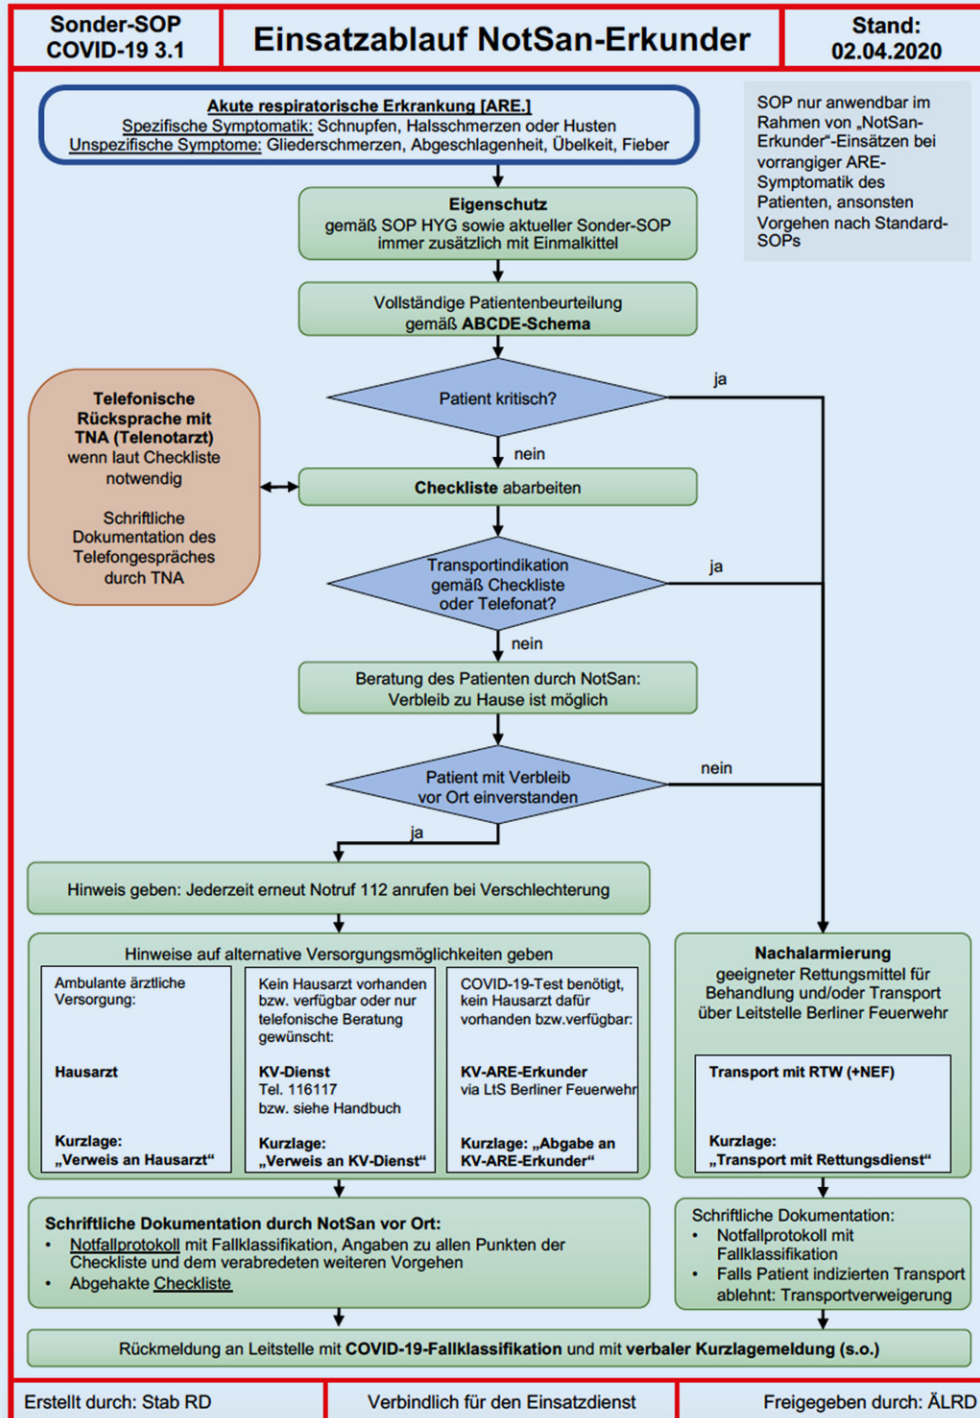 Sonder-SOP
COVID-19 3.1
Einsatzablauf NotSan-Erkunder
Stand:
02.04.2020
Akute respiratorische Erkrankung [ARE.]
Spezifische Symptomatik: Schnupfen, Halsschmerzen oder Husten
Unspezifische Symptome: Gliederschmerzen, Abgeschlagenheit, Übelkeit, Fieber
SOP nur anwendbar im
Rahmen von „NotSan-
Erkunder“-Einsätzen bei
vorrangiger ARE-
Symptomatik des
Patienten, ansonsten
Vorgehen nach Standard-
SOPs
Eigenschutz
gemäß SOP HYG sowie aktueller Sonder-SOP
immer zusätzlich mit Einmalkittel
Vollständige Patientenbeurteilung
gemäß ABCDE-Schema
Patient kritisch?
ja
nein
Telefonische
Rücksprache mit
TNA (Telenotarzt)
wenn laut Checkliste
notwendig
Schriftliche
Dokumentation des
Telefongespräches
durch TNA
Checkliste abarbeiten
Transportindikation
gemäß Checkliste
oder Telefonat?
ja
nein
Beratung des Patienten durch NotSan:
Verbleib zu Hause ist möglich
Patient mit Verbleib
vor Ort einverstanden
nein
ja
Hinweis geben: Jederzeit erneut Notruf 112 anrufen bei Verschlechterung
Hinweise auf alternative Versorgungsmöglichkeiten geben
Ambulante ärztliche
Versorgung:
Hausarzt
Kurzlage:
„Verweis an Hausarzt“
Kein Hausarzt vorhanden
bzw. verfügbar oder nur
telefonische Beratung
gewünscht:
KV-Dienst
Tel. 116117
bzw. siehe Handbuch
Kurzlage:
„Verweis an KV-Dienst“
COVID-19-Test benötigt,
kein Hausarzt dafür
vorhanden bzw.verfügbar:
KV-ARE-Erkunder
via LtS Berliner Feuerwehr
Kurzlage: „Abgabe an
KV-ARE-Erkunder“
Nachalarmierung
geeigneter Rettungsmittel für
Behandlung und/oder Transport
über Leitstelle Berliner Feuerwehr
Transport mit RTW (+NEF)
Kurzlage:
„Transport mit Rettungsdienst“
Schriftliche Dokumentation durch NotSan vor Ort:
• Notfallprotokoll mit Fallklassifikation, Angaben zu allen Punkten der
Checkliste und dem verabredeten weiteren Vorgehen
• Abgehakte Checkliste
Schriftliche Dokumentation:
• Notfallprotokoll mit
Fallklassifikation
• Falls Patient indizierten Transport
ablehnt: Transportverweigerung
Rückmeldung an Leitstelle mit COVID-19-Fallklassifikation und mit verbaler Kurzlagemeldung (s.o.)
Erstellt durch: Stab RD
Verbindlich für den Einsatzdienst
Freigegeben durch: ÄLRD